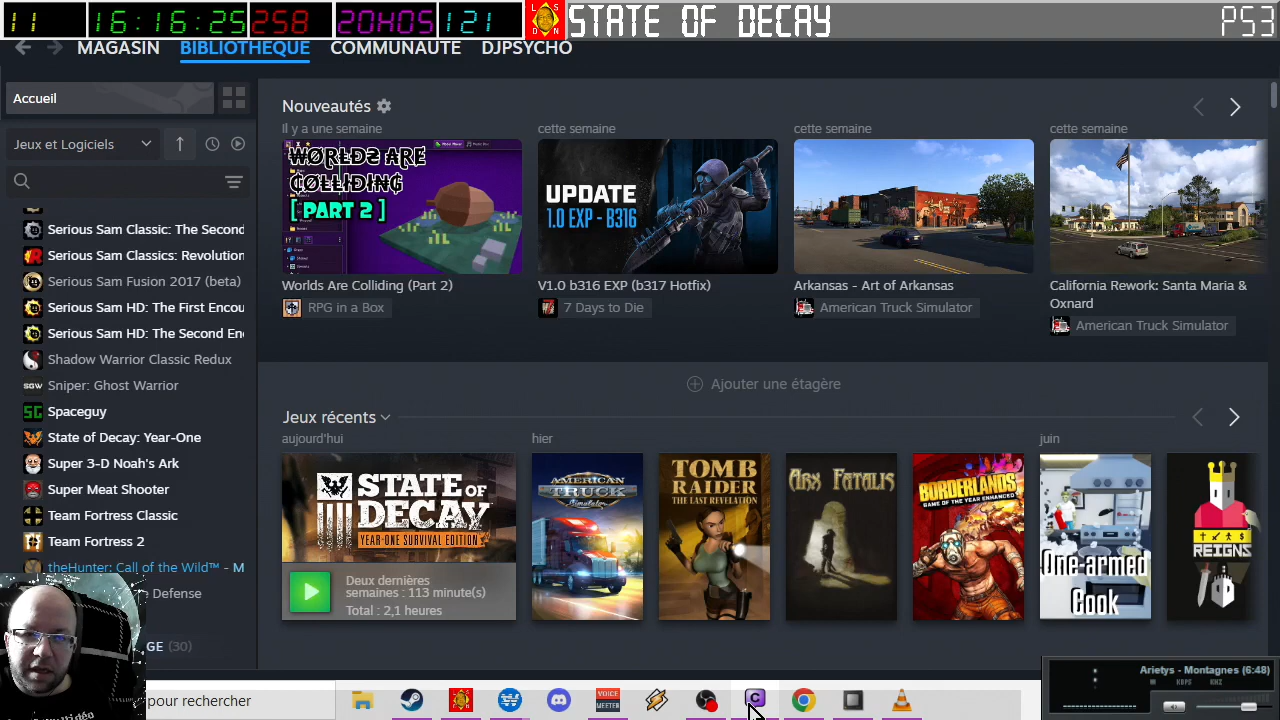 11 16:16:25 258 20H05 121 LSDN STATE OF DECAY PS3
MAGASIN BIBLIOTHEQUE COMMUNAUTE DJPSYCHO
Accueil
Jeux et Logiciels
Serious Sam Classic: The Second
Serious Sam Classics: Revolution
Serious Sam Fusion 2017 (beta)
Serious Sam HD: The First Encou
Serious Sam HD: The Second En
Shadow Warrior Classic Redux
Sniper: Ghost Warrior
Spaceguy
State of Decay: Year-One
Super 3-D Noah's Ark
Super Meat Shooter
Team Fortress Classic
Team Fortress 2
theHunter: Call of the Wild™ - M
e Defense
GE (30)
Nouveautés
Il y a une semaine
WORLDS ARE
COLLIDING
[ PART 2 ]
Worlds Are Colliding (Part 2)
RPG in a Box
cette semaine
UPDATE
1.0 EXP - B316
V1.0 b316 EXP (b317 Hotfix)
7 Days to Die
cette semaine
Arkansas - Art of Arkansas
American Truck Simulator
cette semaine
California Rework: Santa Maria &
Oxnard
American Truck Simulator
Ajouter une étagère
Jeux récents
aujourd'hui
STATE OF
DECAY
YEAR-ONE SURVIVAL EDITION
Deux dernières
semaines : 113 minute(s)
Total : 2,1 heures
hier
AMERICAN
TRUCK
Simulator
TOMB
RAIDER
THE LAST REVELATION
ARX FATALIS
BORDERLANDS
GAME OF THE YEAR ENHANCED
juin
One-armed
Cook
REIGNS
pour rechercher
VOICE
MEETER
Arietys - Montagnes (6:48)
KBPS KHZ